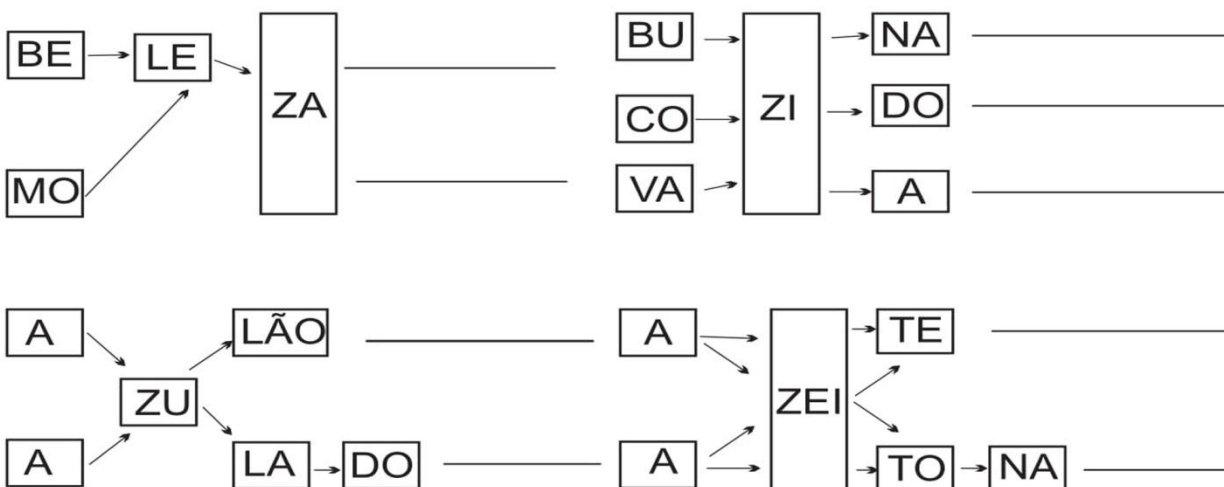 BE LE ZA
MO
BU ZI NA
CO DO
VA A
A LÃO
ZU
A LA DO
A TE
ZEI
A TO NA